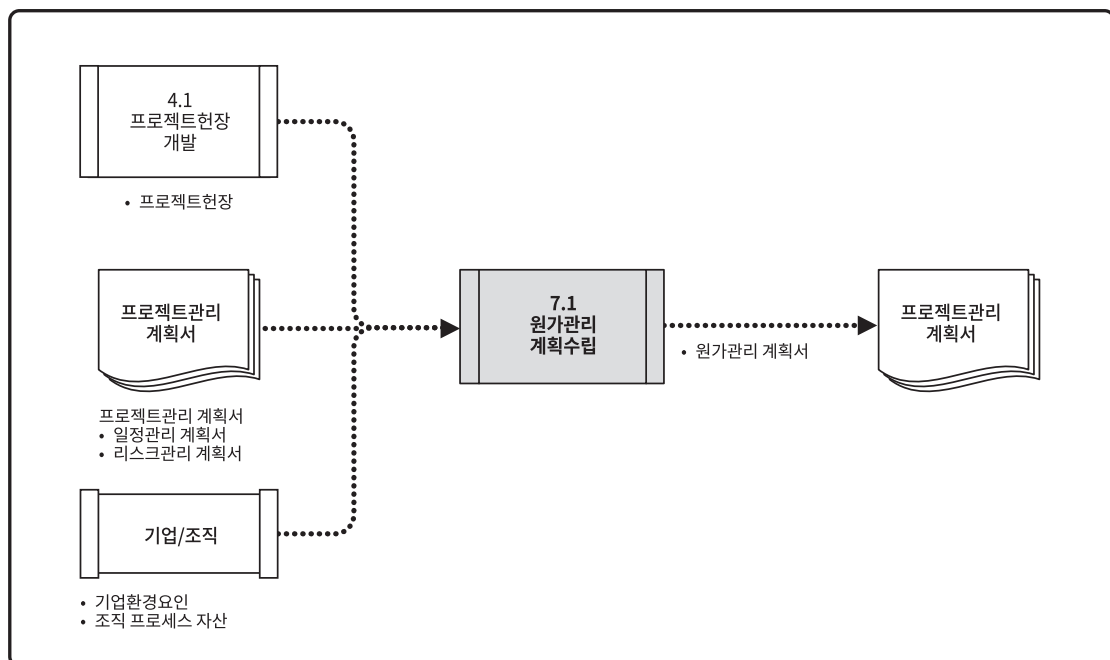 4.1
프로젝트헌장
개발
• 프로젝트헌장
프로젝트관리
계획서
프로젝트관리 계획서
• 일정관리 계획서
• 리스크관리 계획서
기업/조직
• 기업환경요인
• 조직 프로세스 자산
7.1
원가관리
계획수립
• 원가관리 계획서
프로젝트관리
계획서